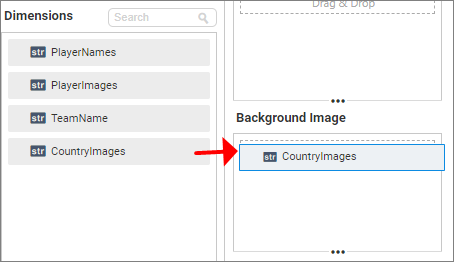 Dimensions
Search
str PlayerNames
str PlayerImages
str TeamName
str CountryImages
Drag & Drop
Background Image
str CountryImages